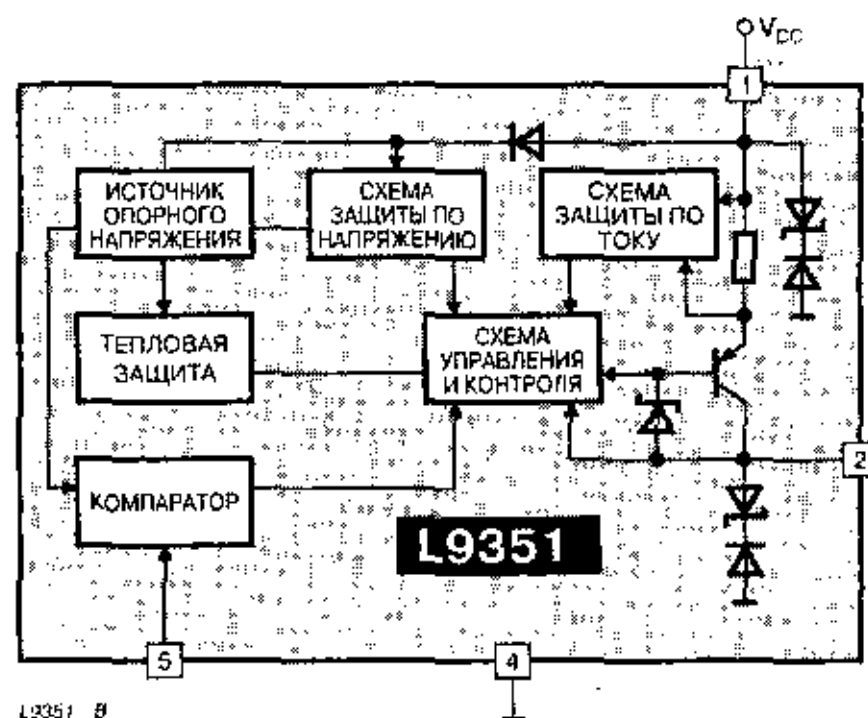 V_CC
1
ИСТОЧНИК
ОПОРНОГО
НАПРЯЖЕНИЯ
СХЕМА
ЗАЩИТЫ ПО
НАПРЯЖЕНИЮ
СХЕМА
ЗАЩИТЫ ПО
ТОКУ
ТЕПЛОВАЯ
ЗАЩИТА
СХЕМА
УПРАВЛЕНИЯ
И КОНТРОЛЯ
2
КОМПАРАТОР
L9351
5
4
L9351_B